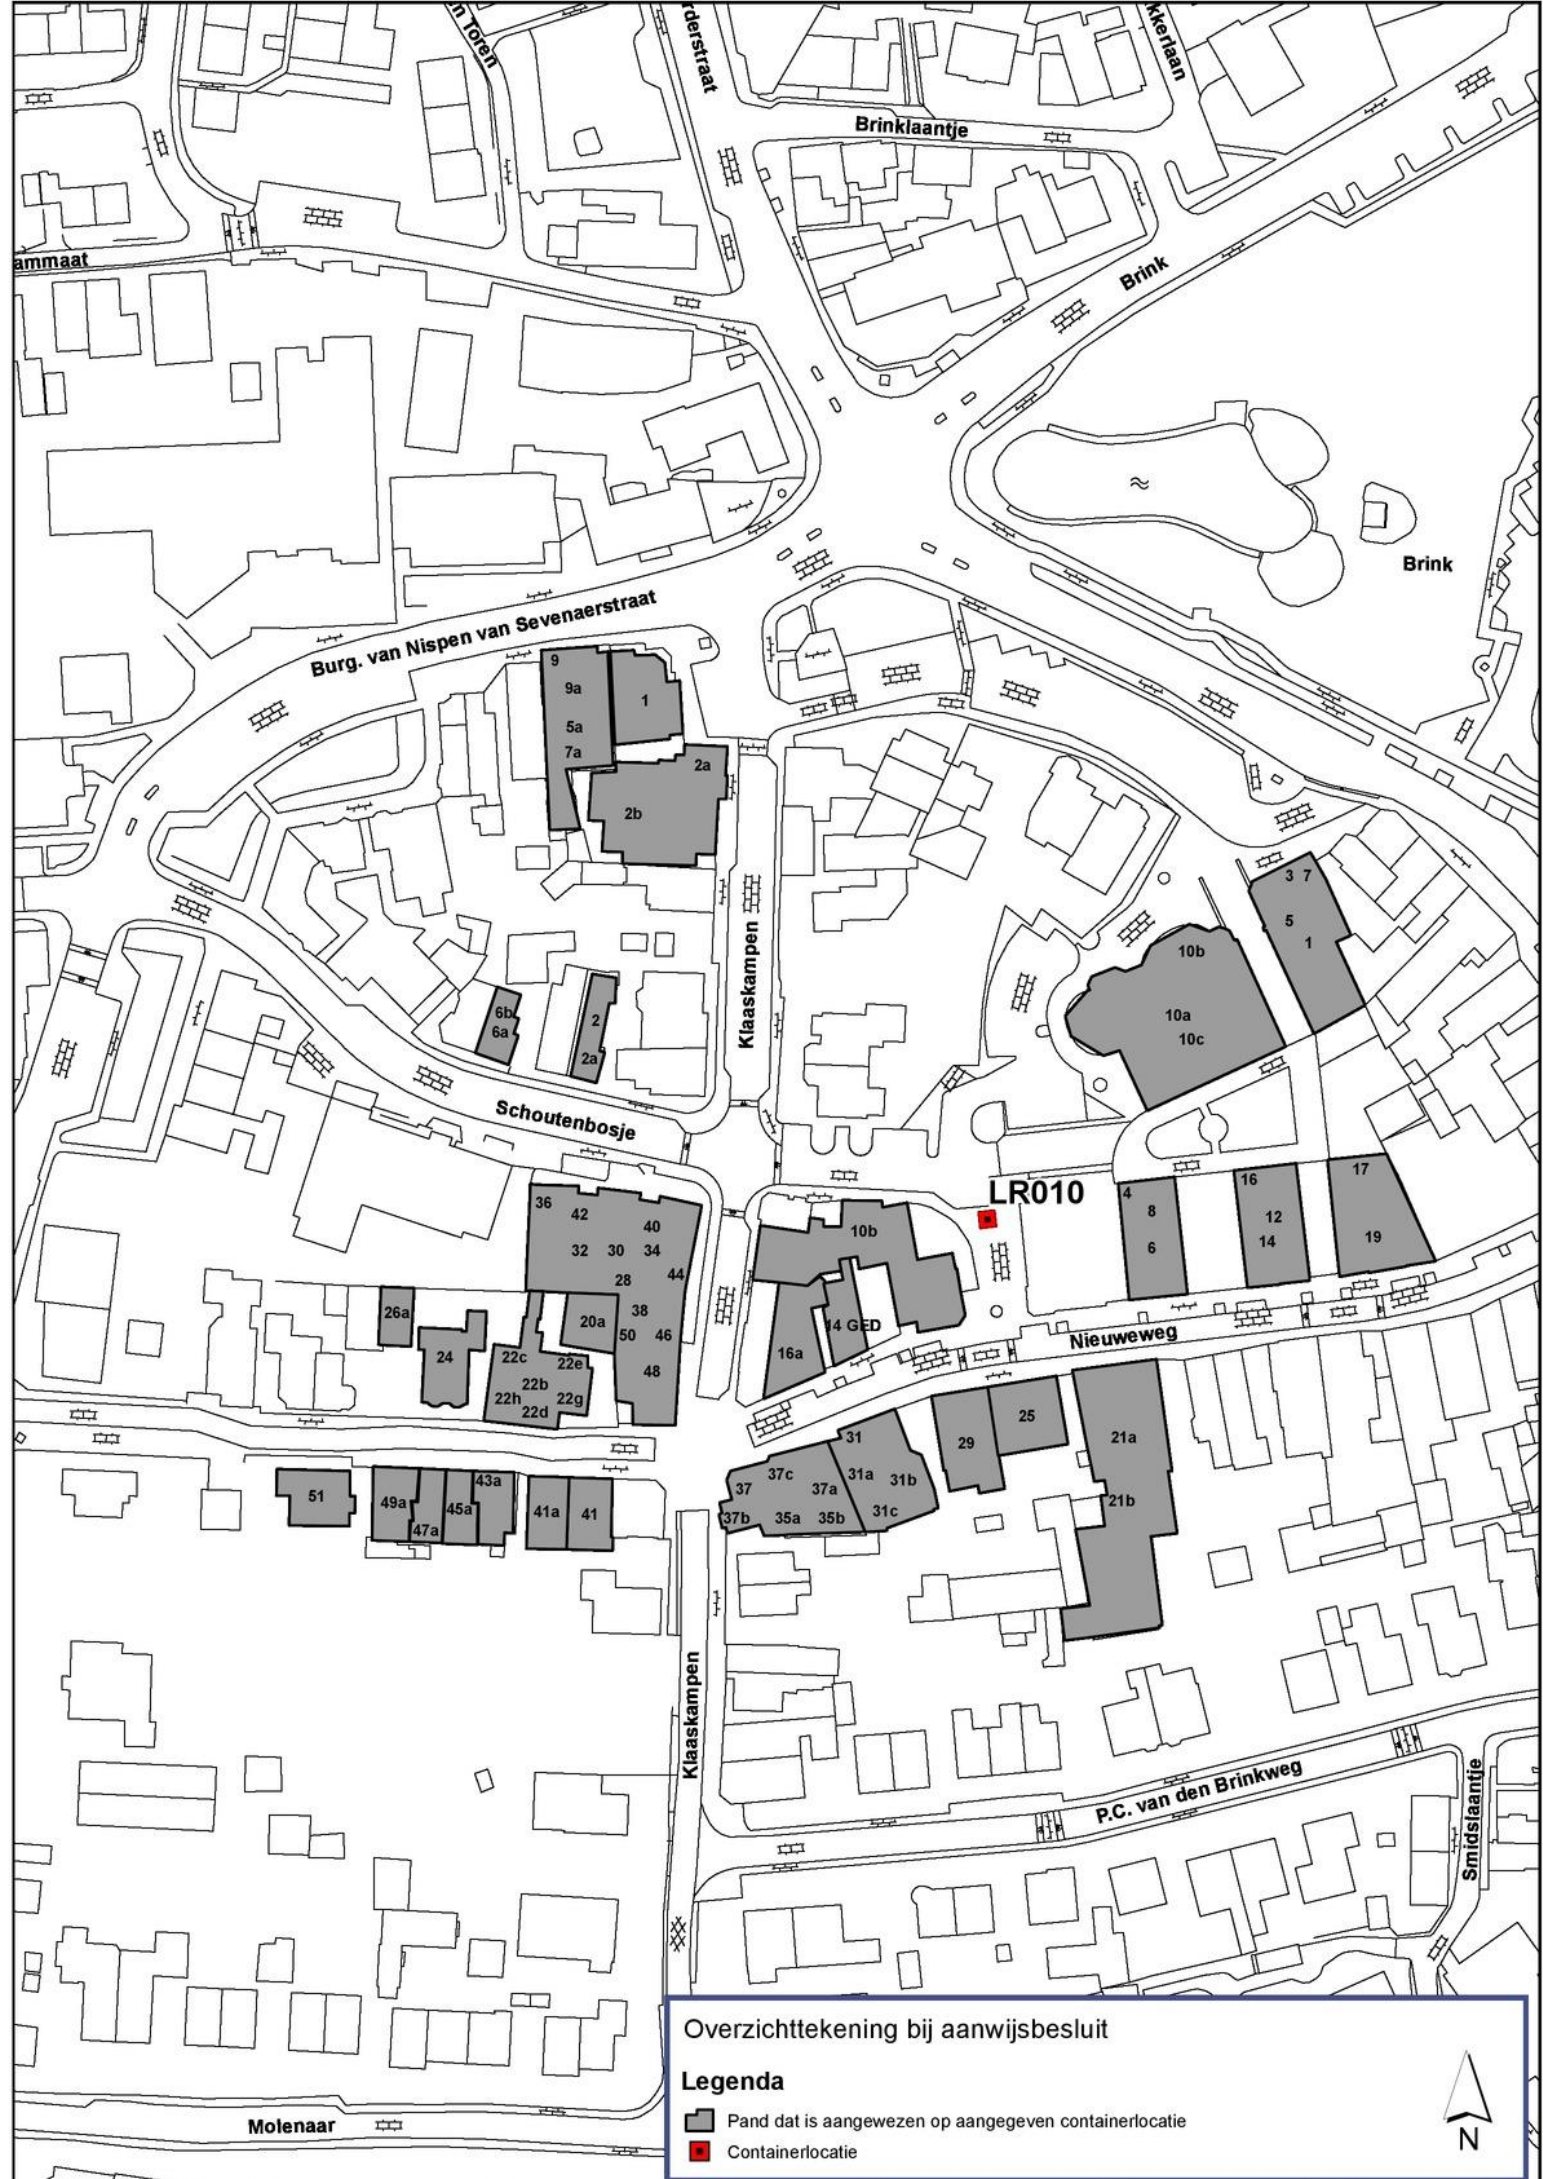 n Toren
rderstraat
kkerlaan
Brinklaantje
ammaat
Brink
Brink
Burg. van Nispen van Sevenaerstraat
9
9a
5a
7a
1
2a
2b
Klaaskampen
3 7
5
1
10b
10a
10c
6b
6a
2
2a
Schoutenbosje
LR010
36
42
40
32 30 34
28
44
38
50 46
48
10b
4
8
6
16
12
14
17
19
26a
24
20a
22c
22e
22b
22h
22g
22d
14 GED
16a
Nieuweweg
51
49a
47a
45a
43a
41a
41
37c
37
37a
37b
35a
35b
31
31a
31b
31c
29
25
21a
21b
Klaaskampen
P.C. van den Brinkweg
Smidslaantje
Molenaar
Overzichttekening bij aanwijsbesluit
Legenda
Pand dat is aangewezen op aangegeven containerlocatie
Containerlocatie
N